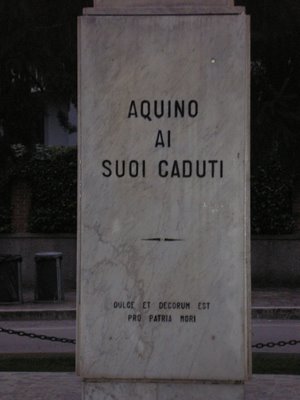 AQUINO
AI
SUOI CADUTI
DULCE ET DECORUM EST
PRO PATRIA MORI